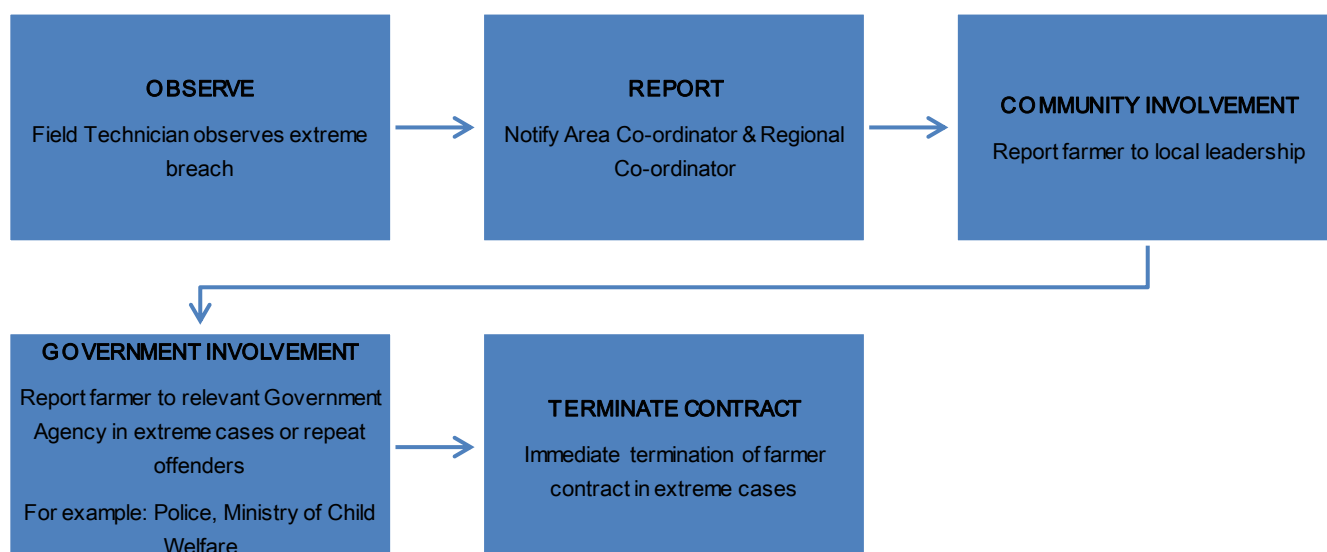 OBSERVE
Field Technician observes extreme
breach
REPORT
Notify Area Co-ordinator & Regional
Co-ordinator
COMMUNITY INVOLVEMENT
Report farmer to local leadership
GOVERNMENT INVOLVEMENT
Report farmer to relevant Government
Agency in extreme cases or repeat
offenders
For example: Police, Ministry of Child
Welfare
TERMINATE CONTRACT
Immediate termination of farmer
contract in extreme cases